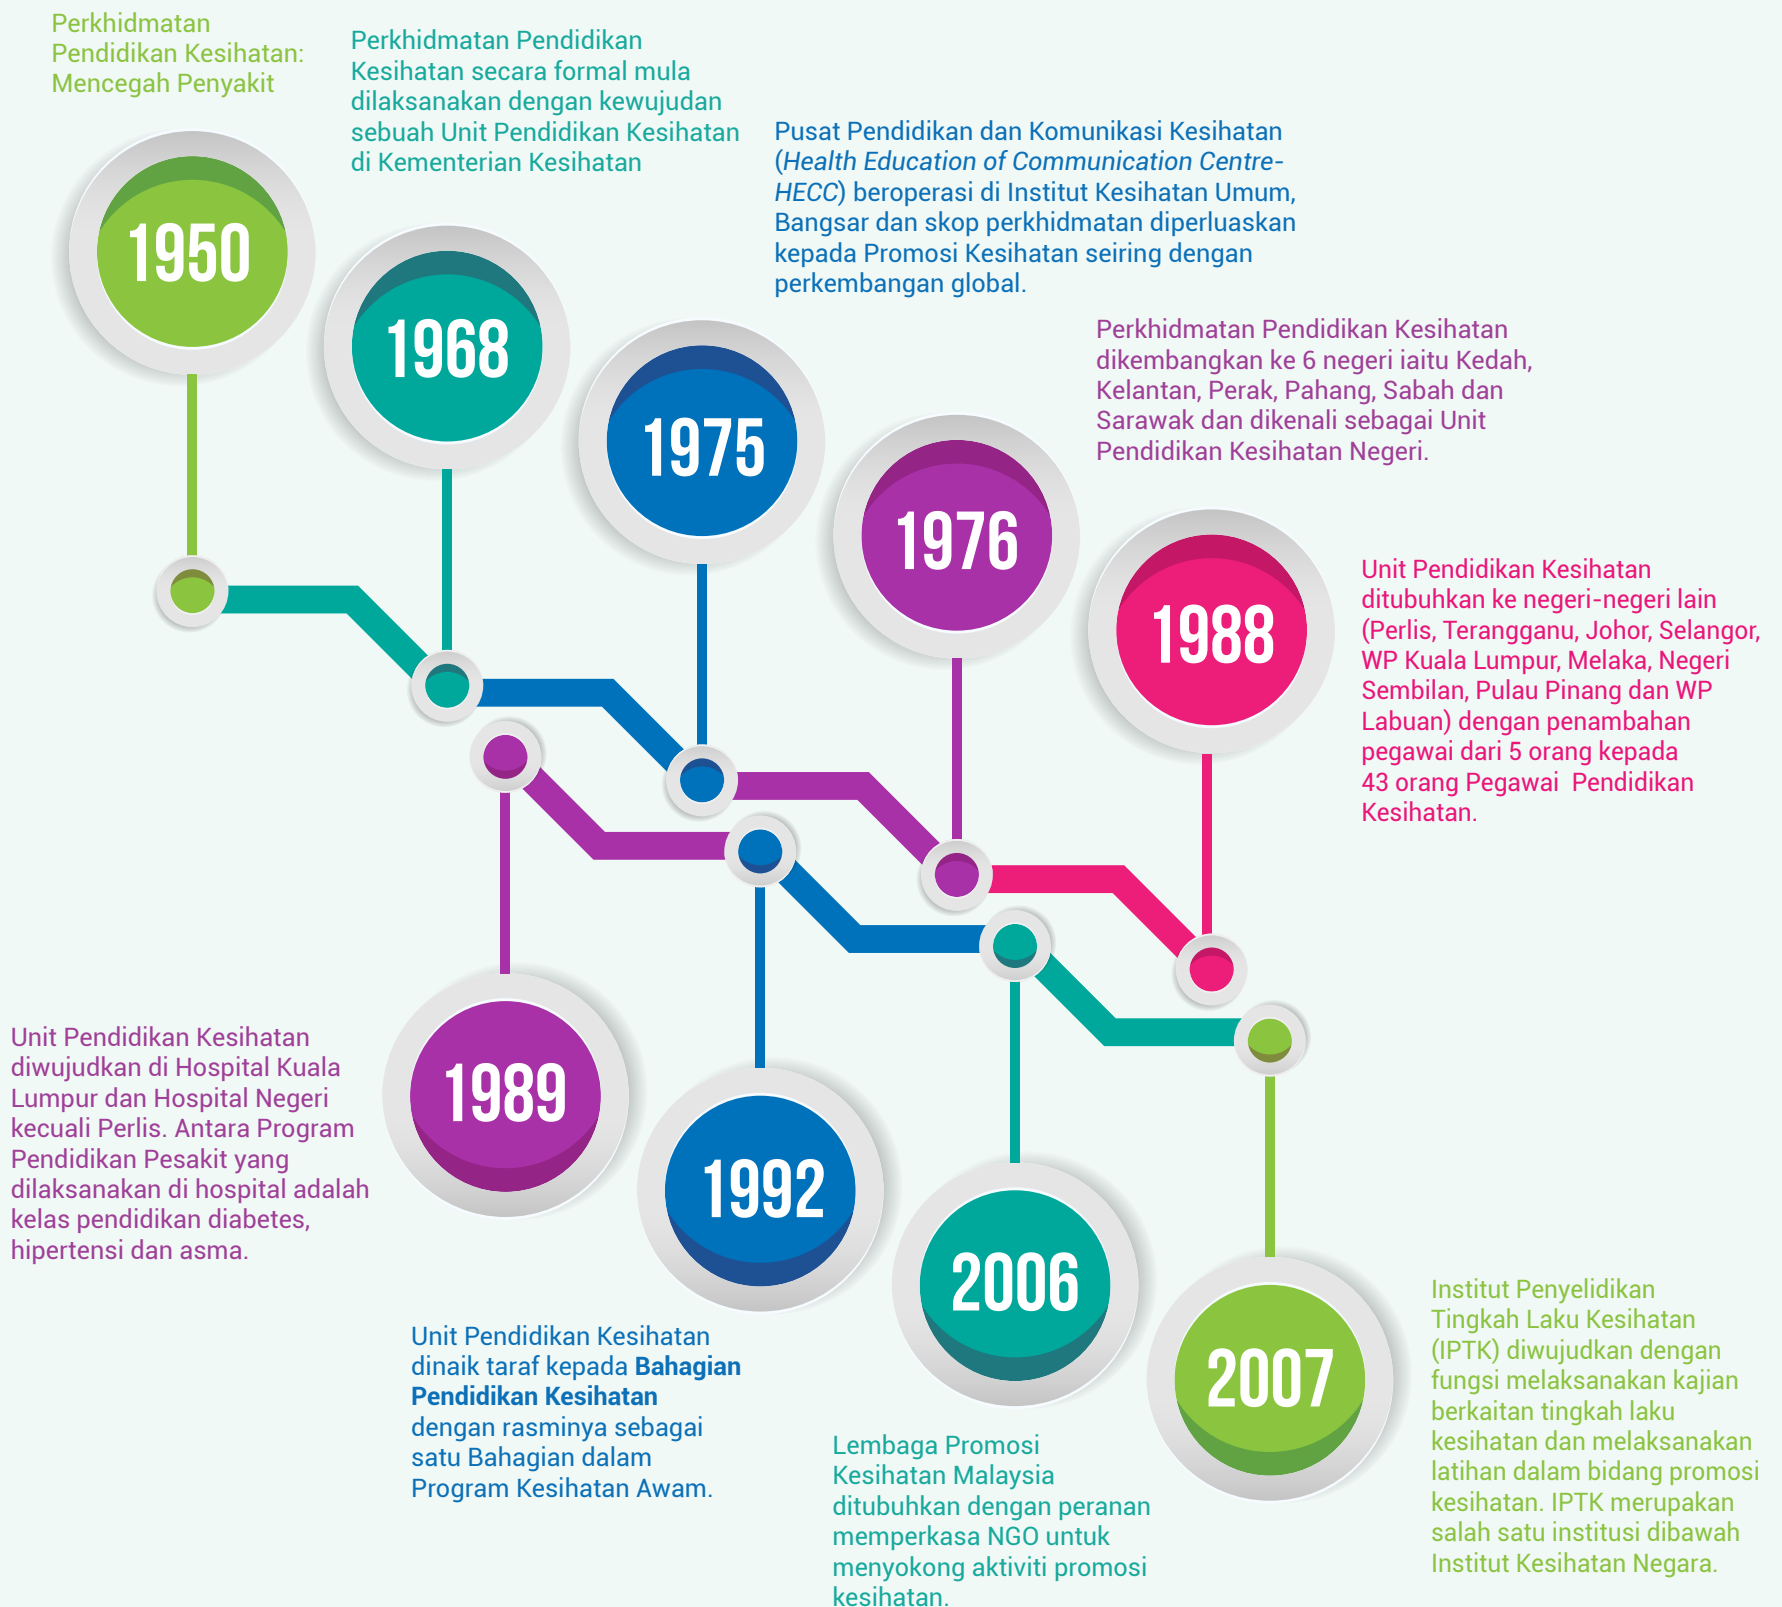 Perkhidmatan
Pendidikan Kesihatan:
Mencegah Penyakit
1950
Perkhidmatan Pendidikan
Kesihatan secara formal mula
dilaksanakan dengan kewujudan
sebuah Unit Pendidikan Kesihatan
di Kementerian Kesihatan
1968
Pusat Pendidikan dan Komunikasi Kesihatan
(Health Education of Communication Centre-
HECC) beroperasi di Institut Kesihatan Umum,
Bangsar dan skop perkhidmatan diperluaskan
kepada Promosi Kesihatan seiring dengan
perkembangan global.
1975
Perkhidmatan Pendidikan Kesihatan
dikembangkan ke 6 negeri iaitu Kedah,
Kelantan, Perak, Pahang, Sabah dan
Sarawak dan dikenali sebagai Unit
Pendidikan Kesihatan Negeri.
1976
Unit Pendidikan Kesihatan
ditubuhkan ke negeri-negeri lain
(Perlis, Terangganu, Johor, Selangor,
WP Kuala Lumpur, Melaka, Negeri
Sembilan, Pulau Pinang dan WP
Labuan) dengan penambahan
pegawai dari 5 orang kepada
43 orang Pegawai  Pendidikan
Kesihatan.
1988
Unit Pendidikan Kesihatan
diwujudkan di Hospital Kuala
Lumpur dan Hospital Negeri
kecuali Perlis. Antara Program
Pendidikan Pesakit yang
dilaksanakan di hospital adalah
kelas pendidikan diabetes,
hipertensi dan asma.
1989
Unit Pendidikan Kesihatan
dinaik taraf kepada Bahagian
Pendidikan Kesihatan
dengan rasminya sebagai
satu Bahagian dalam
Program Kesihatan Awam.
1992
Lembaga Promosi
Kesihatan Malaysia
ditubuhkan dengan peranan
memperkasa NGO untuk
menyokong aktiviti promosi
kesihatan.
2006
Institut Penyelidikan
Tingkah Laku Kesihatan
(IPTK) diwujudkan dengan
fungsi melaksanakan kajian
berkaitan tingkah laku
kesihatan dan melaksanakan
latihan dalam bidang promosi
kesihatan. IPTK merupakan
salah satu institusi dibawah
Institut Kesihatan Negara.
2007